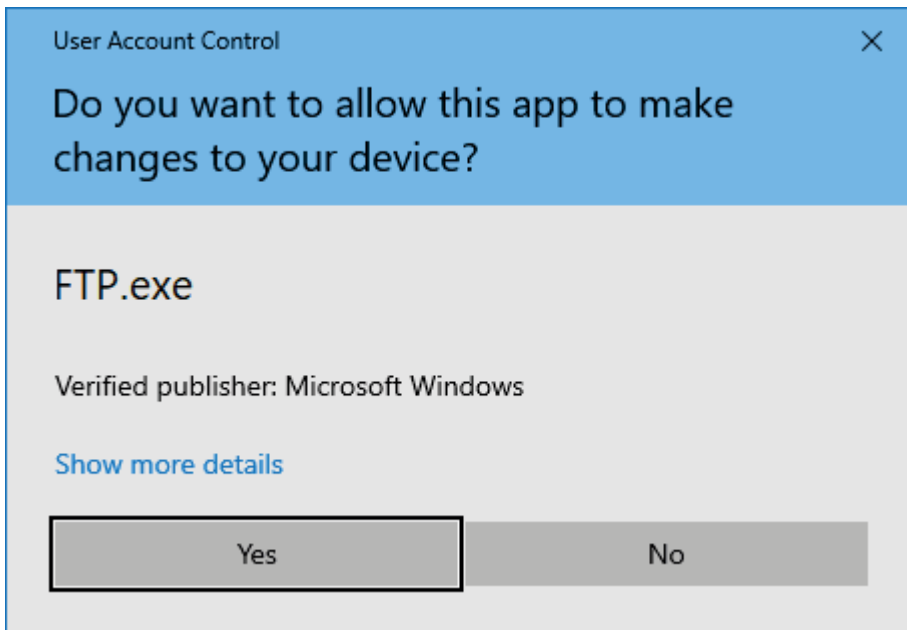 User Account Control
Do you want to allow this app to make
changes to your device?
FTP.exe
Verified publisher: Microsoft Windows
Show more details
Yes
No